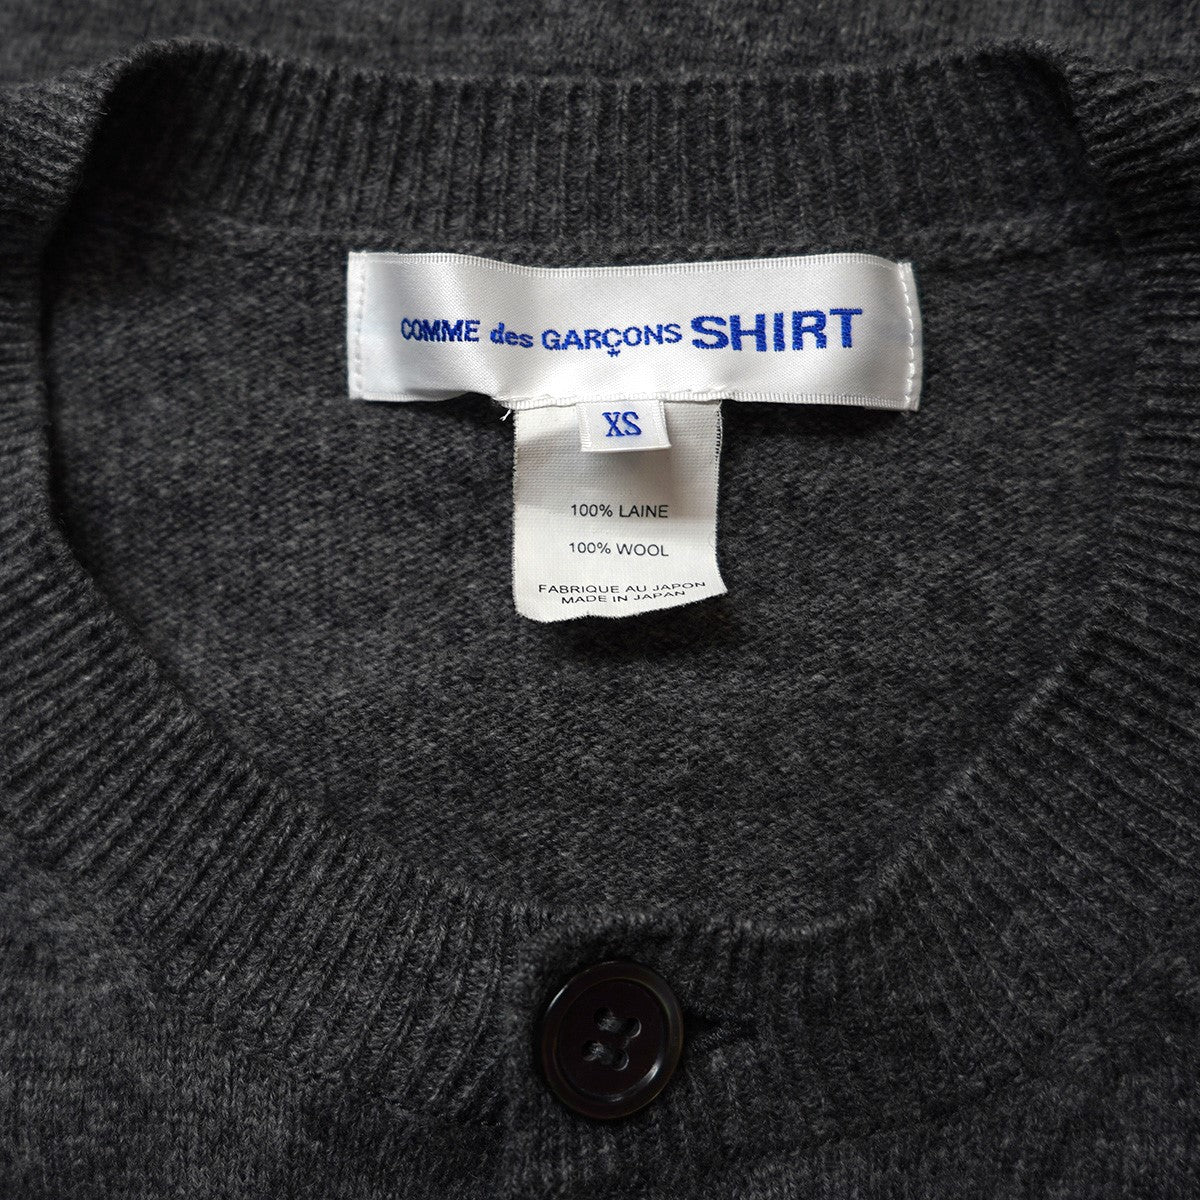 COMME des GARÇONS SHIRT
XS
100% LAINE
100% WOOL
FABRIQUE AU JAPON
MADE IN JAPAN